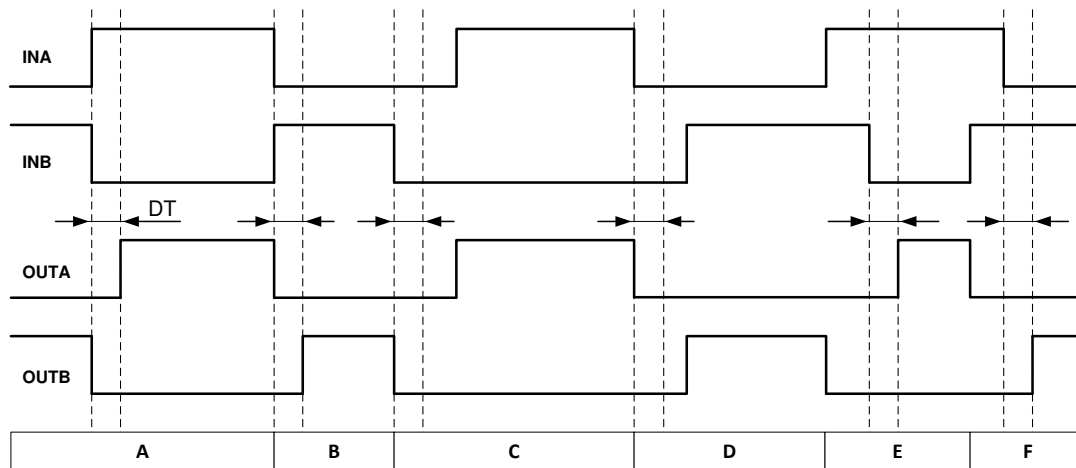 INA
INB
DT
OUTA
OUTB
A B C D E F